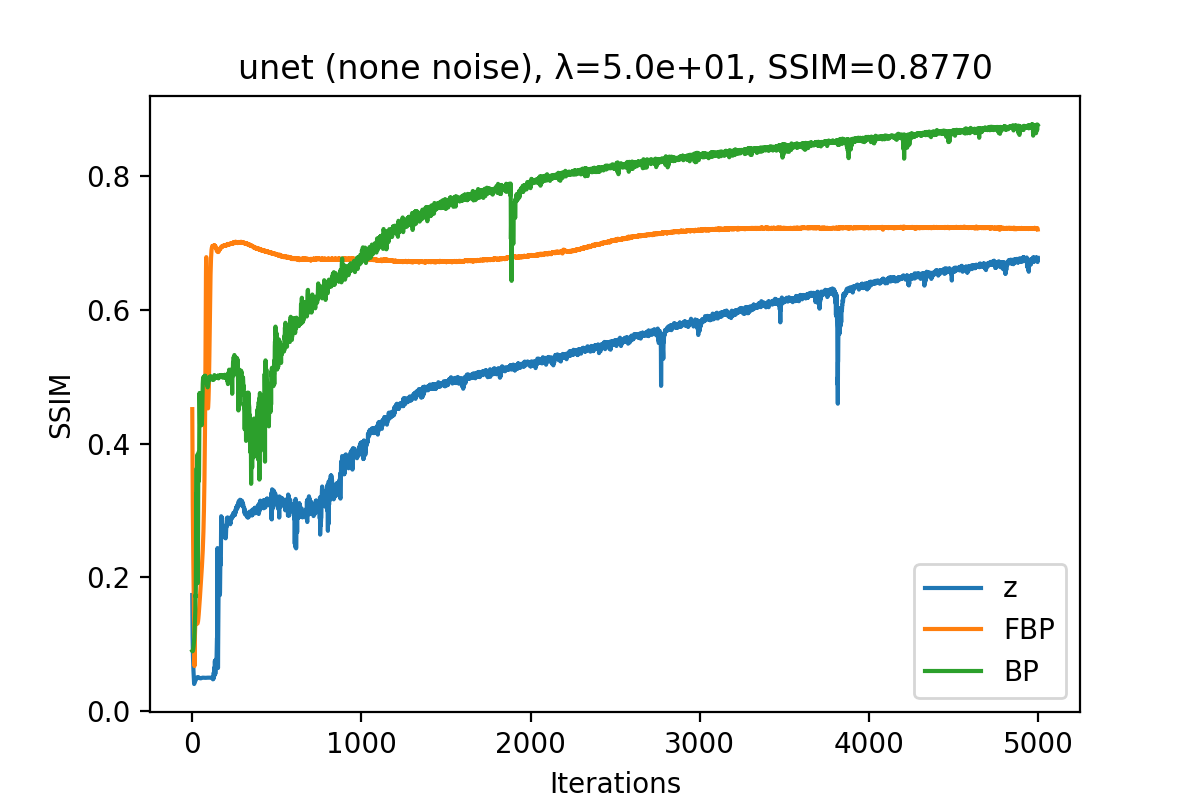 unet (none noise), λ=5.0e+01, SSIM=0.8770
SSIM
0.8
0.6
0.4
0.2
0.0
z
FBP
BP
0 1000 2000 3000 4000 5000
Iterations